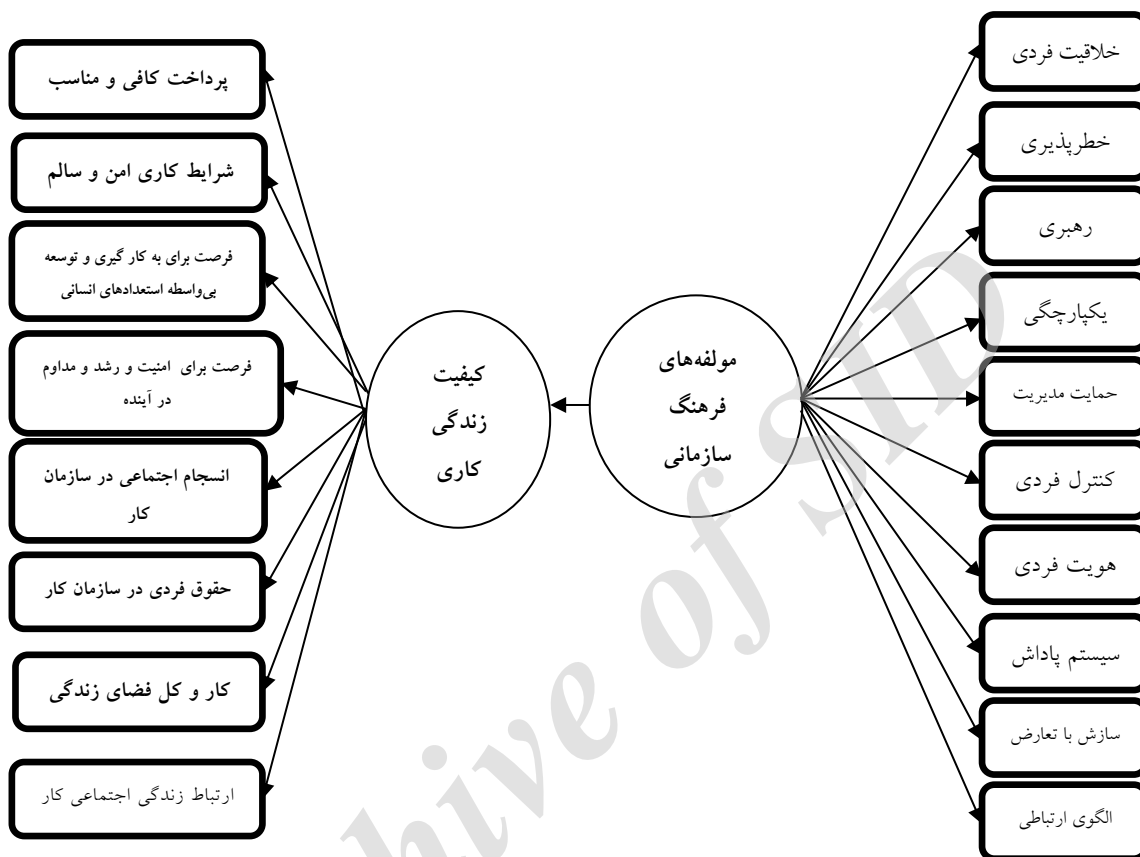 خلاقیت فردی
خطرپذیری
رهبری
یکپارچگی
حمایت مدیریت
کنترل فردی
هویت فردی
سیستم پاداش
سازش با تعارض
الگوی ارتباطی
مولفه‌های
فرهنگ
سازمانی
کیفیت
زندگی
کاری
پرداخت کافی و مناسب
شرایط کاری امن و سالم
فرصت برای به کار گیری و توسعه
بی‌واسطه استعدادهای انسانی
فرصت برای امنیت و رشد و مداوم
در آینده
انسجام اجتماعی در سازمان
کار
حقوق فردی در سازمان کار
کار و کل فضای زندگی
ارتباط زندگی اجتماعی کار
hive of SID